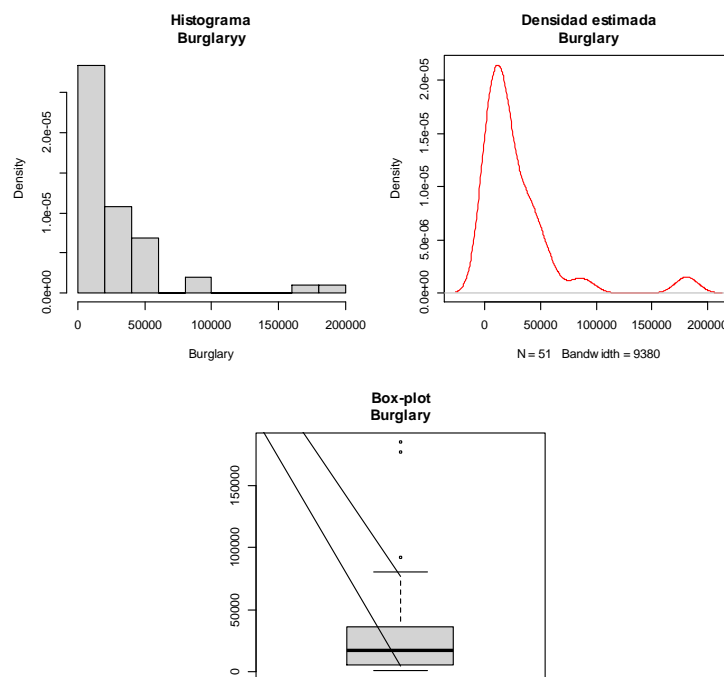 Histograma
Burglaryy
Density
0.0e+00
1.0e-05
2.0e-05
0
50000
100000
150000
200000
Burglary
Densidad estimada
Burglary
Density
0.0e+00
5.0e-06
1.0e-05
1.5e-05
2.0e-05
0
50000
100000
150000
200000
N = 51 Bandwidth = 9380
Box-plot
Burglary
0
50000
100000
150000